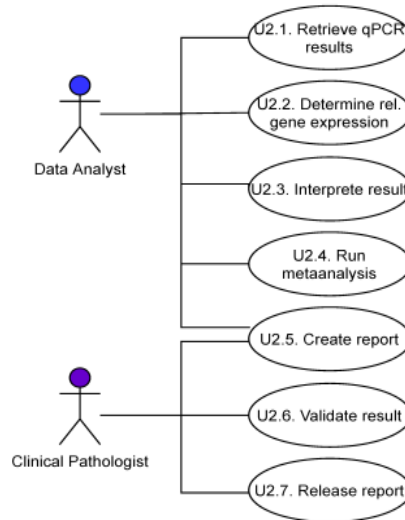 U2.1. Retrieve qPCR
results
U2.2. Determine rel.
gene expression
Data Analyst
U2.3. Interprete result
U2.4. Run
metaanalysis
U2.5. Create report
U2.6. Validate result
Clinical Pathologist
U2.7. Release report